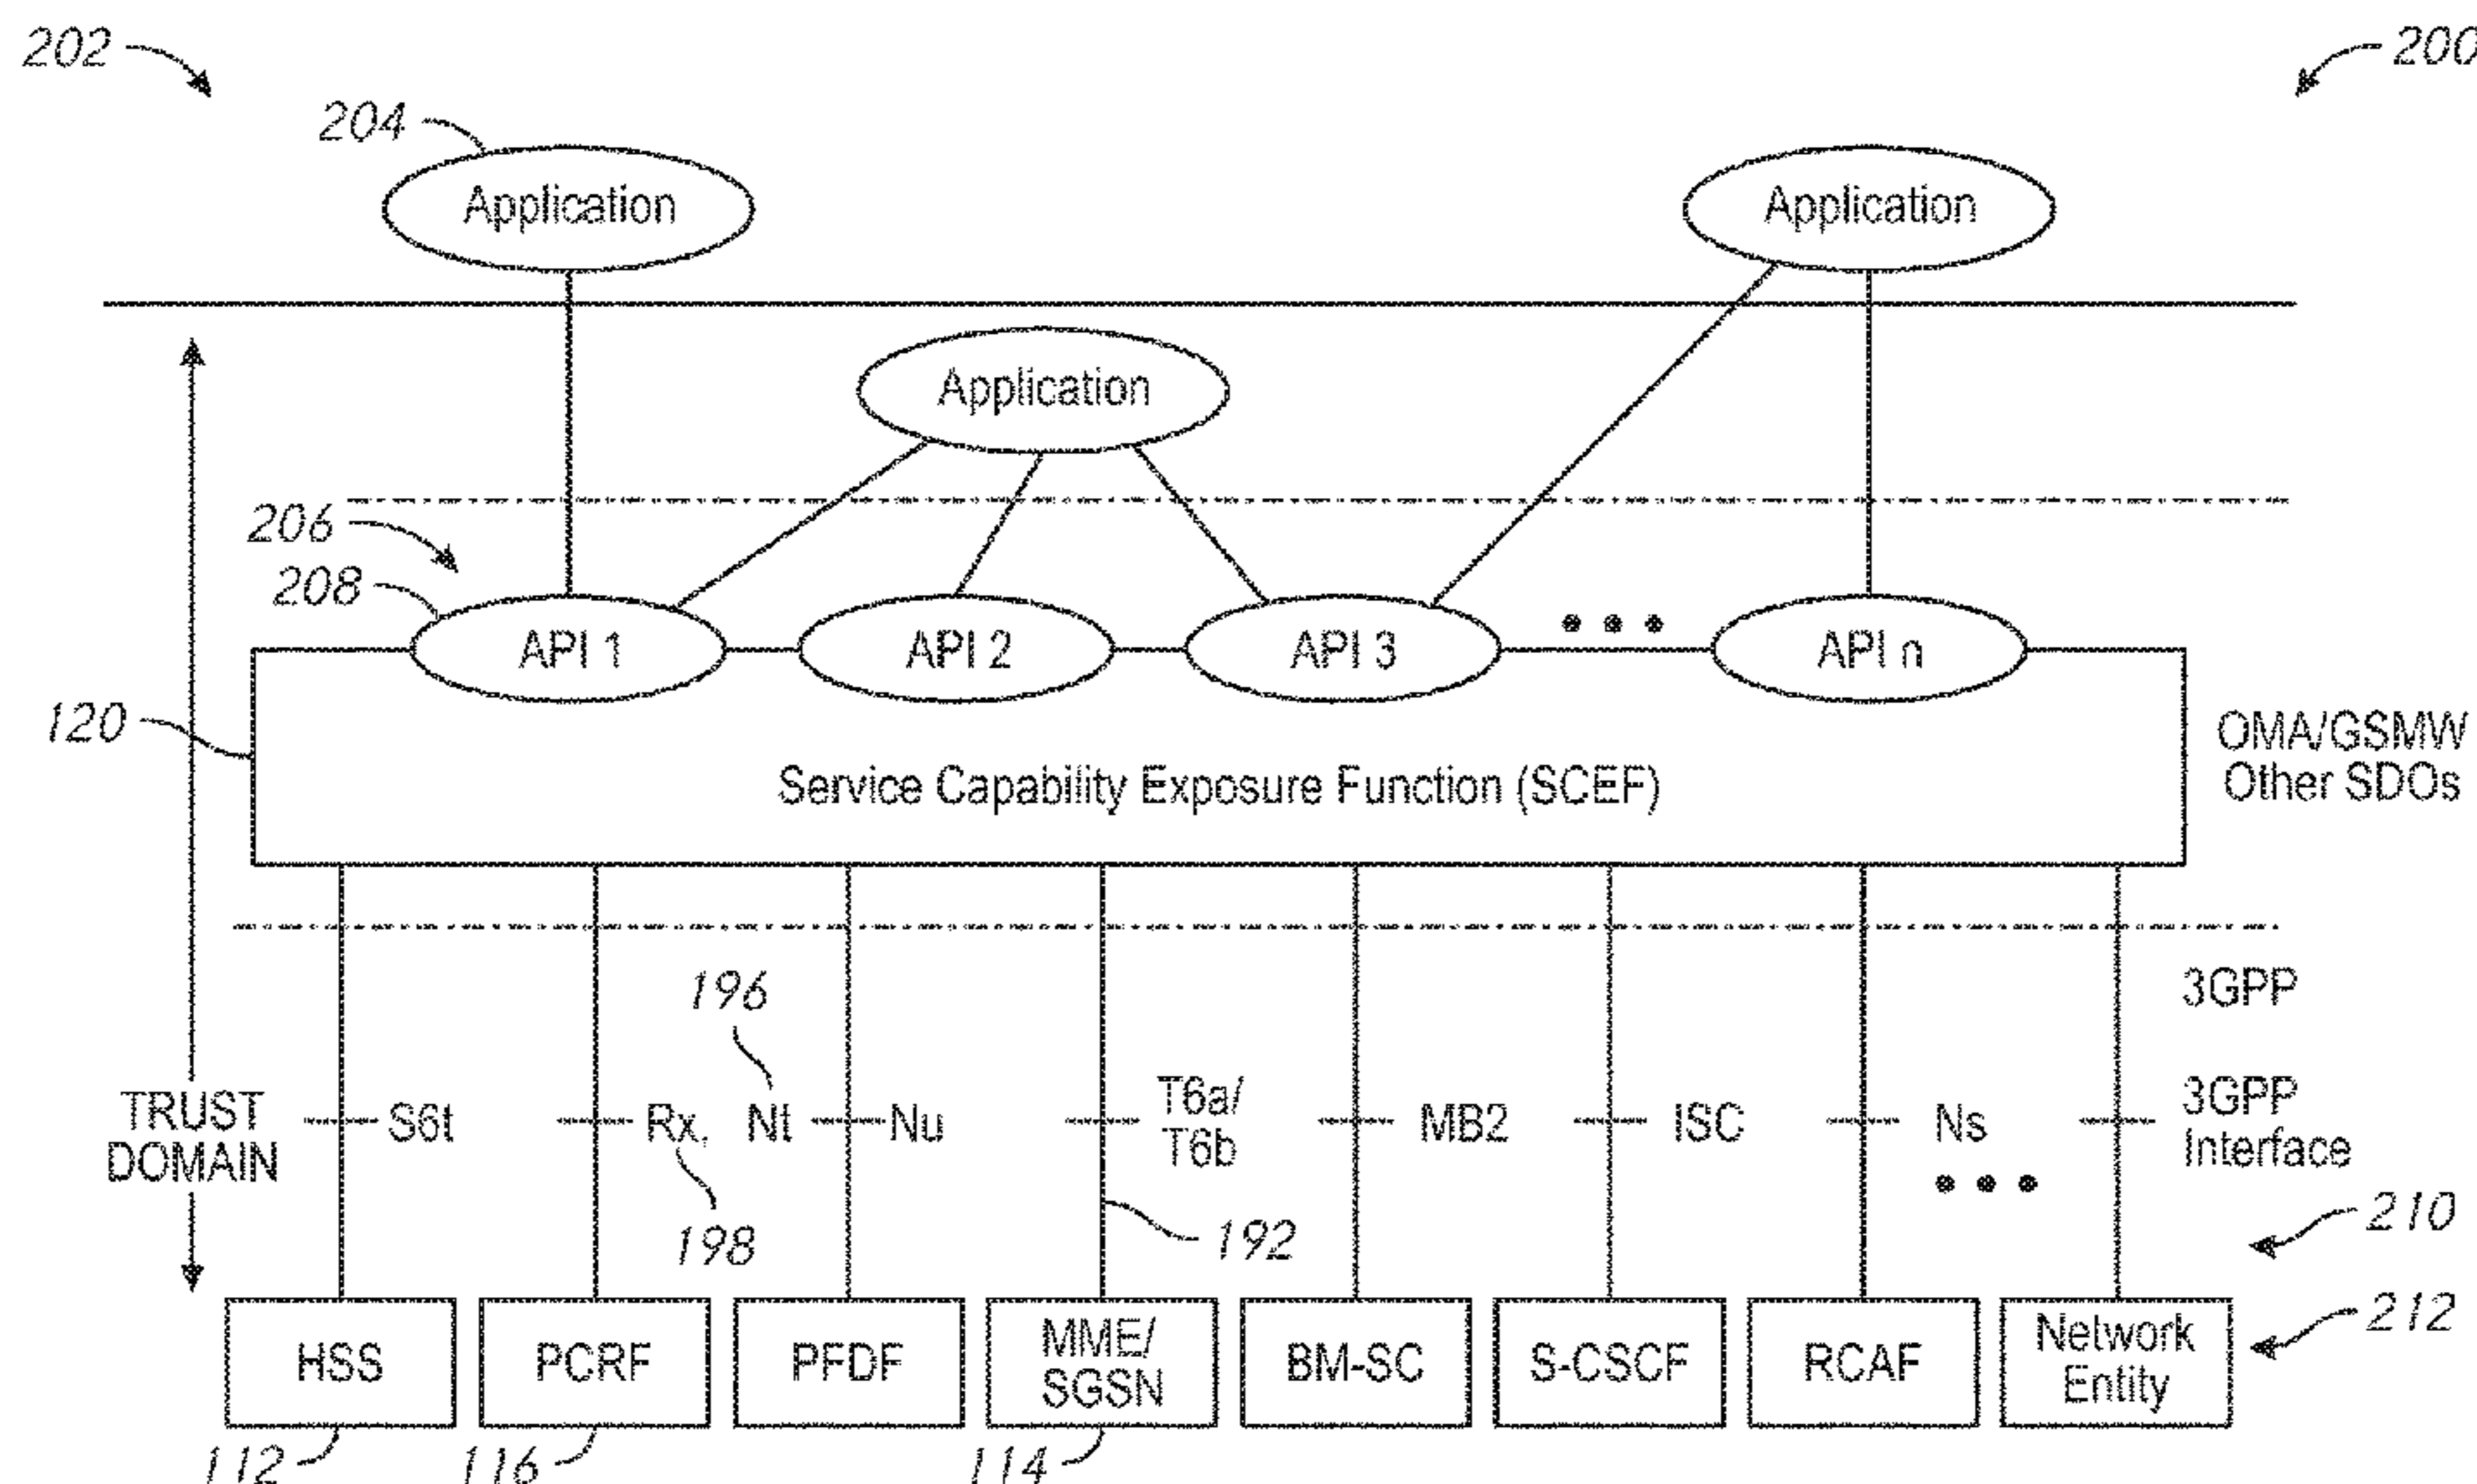 202
200
204
Application
Application
Application
206
208
API 1
API 2
API 3
API n
120
Service Capability Exposure Function (SCEF)
OMA/GSMW
Other SDOs
196
3GPP
TRUST
DOMAIN
S6t
Rx,
Nt
Nu
T6a/
T6b
MB2
ISC
Ns
3GPP
Interface
198
192
210
212
HSS
PCRF
PFDF
MME/
SGSN
BM-SC
S-CSCF
RCAF
Network
Entity
112
116
114